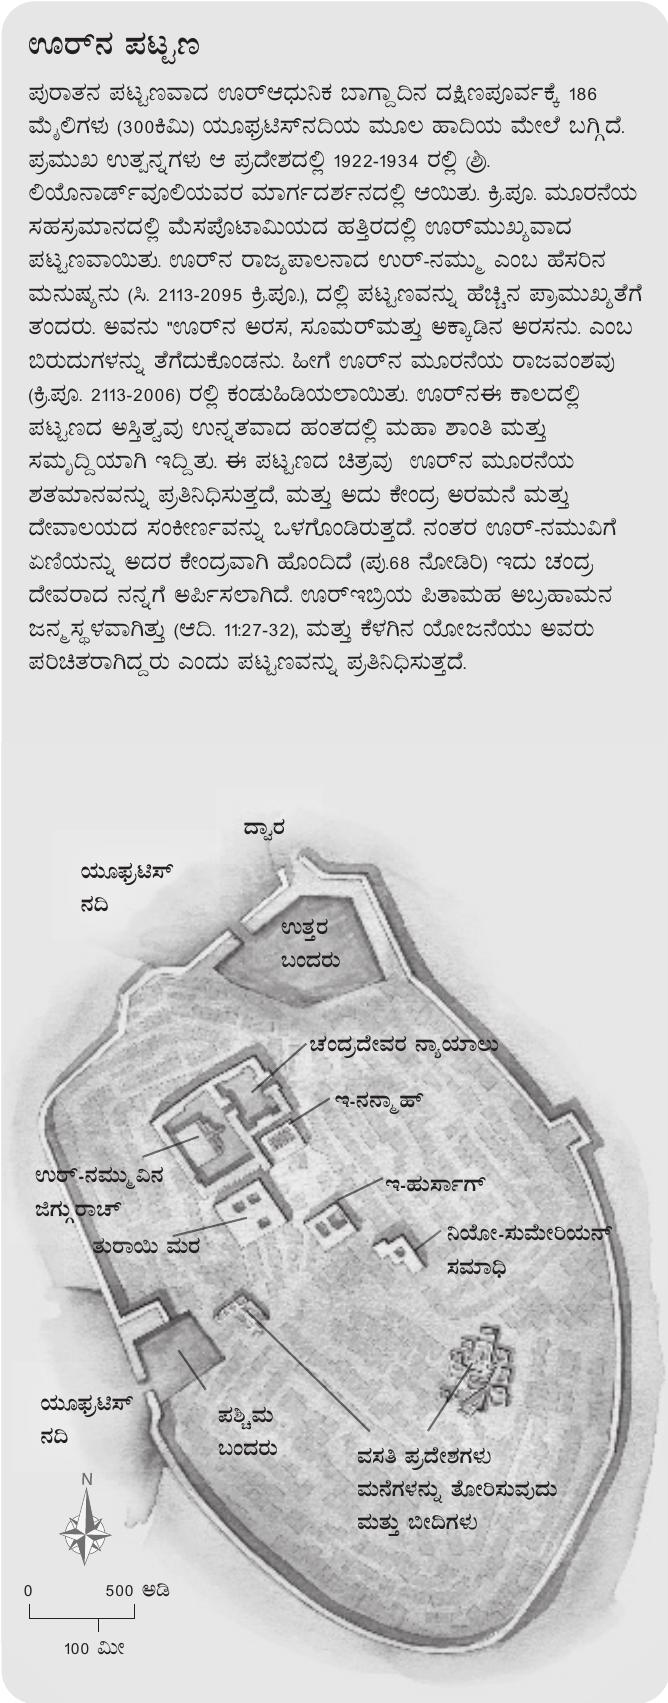 ಊರ್‌ನ ಪಟ್ಟಣ
ಪುರಾತನ ಪಟ್ಟಣವಾದ ಊರ್‌ಆಧುನಿಕ ಬಾಗ್ದಾದಿನ ದಕ್ಷಿಣಪೂರ್ವಕ್ಕೆ 186
ಮೈಲಿಗಳು (300ಕಿಮಿ) ಯೂಫ್ರಟಿಸ್‌ನದಿಯ ಮೂಲ ಹಾದಿಯ ಮೇಲೆ ಬಗ್ಗಿದೆ.
ಪ್ರಮುಖ ಉತ್ಪನ್ನಗಳು ಆ ಪ್ರದೇಶದಲ್ಲಿ 1922-1934 ರಲ್ಲಿ (ಶ್ರಿ.
ಲಿಯೊನಾರ್ಡ್‌ವೂಲಿಯವರ ಮಾರ್ಗದರ್ಶನದಲ್ಲಿ ಆಯಿತು. ಕ್ರಿ.ಪೂ. ಮೂರನೆಯ
ಸಹಸ್ರಮಾನದಲ್ಲಿ ಮೆಸಪೊಟಾಮಿಯದ ಹತ್ತಿರದಲ್ಲಿ ಊರ್‌ಮುಖ್ಯವಾದ
ಪಟ್ಟಣವಾಯಿತು. ಊರ್‌ನ ರಾಜ್ಯಪಾಲನಾದ ಉರ್-ನಮ್ಮು ಎಂಬ ಹೆಸರಿನ
ಮನುಷ್ಯನು (ಸಿ. 2113-2095 ಕ್ರಿ.ಪೂ.), ದಲ್ಲಿ ಪಟ್ಟಣವನ್ನು ಹೆಚ್ಚಿನ ಪ್ರಾಮುಖ್ಯತೆಗೆ
ತಂದರು. ಅವನು "ಊರ್‌ನ ಅರಸ, ಸೂಮರ್‌ಮತ್ತು ಅಕ್ಕಾಡಿನ ಅರಸನು. ಎಂಬ
ಬಿರುದುಗಳನ್ನು ತೆಗೆದುಕೊಂಡನು. ಹೀಗೆ ಊರ್‌ನ ಮೂರನೆಯ ರಾಜವಂಶವು
(ಕ್ರಿ.ಪೂ. 2113-2006) ರಲ್ಲಿ ಕಂಡುಹಿಡಿಯಲಾಯಿತು. ಊರ್‌ನಈ ಕಾಲದಲ್ಲಿ
ಪಟ್ಟಣದ ಅಸ್ತಿತ್ವವು ಉನ್ನತವಾದ ಹಂತದಲ್ಲಿ ಮಹಾ ಶಾಂತಿ ಮತ್ತು
ಸಮೃದ್ದಿಯಾಗಿ ಇದ್ದಿತು. ಈ ಪಟ್ಟಣದ ಚಿತ್ರವು ಊರ್‌ನ ಮೂರನೆಯ
ಶತಮಾನವನ್ನು ಪ್ರತಿನಿಧಿಸುತ್ತದೆ, ಮತ್ತು ಅದು ಕೇಂದ್ರ ಅರಮನೆ ಮತ್ತು
ದೇವಾಲಯದ ಸಂಕೀರ್ಣವನ್ನು ಒಳಗೊಂಡಿರುತ್ತದೆ. ನಂತರ ಊರ್-ನಮುವಿಗೆ
ಏಣಿಯನ್ನು ಅದರ ಕೇಂದ್ರವಾಗಿ ಹೊಂದಿದೆ (ಪು.68 ನೋಡಿರಿ) ಇದು ಚಂದ್ರ
ದೇವರಾದ ನನ್ನಗೆ ಅರ್ಪಿಸಲಾಗಿದೆ. ಊರ್‌ಇಬ್ರಿಯ ಪಿತಾಮಹ ಅಬ್ರಹಾಮನ
ಜನ್ಮಸ್ಥಳವಾಗಿತ್ತು (ಆದಿ. 11:27-32), ಮತ್ತು ಕೆಳಗಿನ ಯೋಜನೆಯು ಅವರು
ಪರಿಚಿತರಾಗಿದ್ದರು ಎಂದು ಪಟ್ಟಣವನ್ನು ಪ್ರತಿನಿಧಿಸುತ್ತದೆ.
ದ್ವಾರ
ಯೂಫ್ರಟಿಸ್
ನದಿ
ಉತ್ತರ
ಬಂದರು
ಚಂದ್ರದೇವರ ನ್ಯಾಯಾಲು
ಇ-ನನ್ಮಾಹ್
ಉರ್-ನಮ್ಮುವಿನ
ಜಿಗ್ಗುರಾಚ್
ಇ-ಹುರ್ಸಾಗ್
ತುರಾಯಿ ಮರ
ನಿಯೋ-ಸುಮೇರಿಯನ್
ಸಮಾಧಿ
ಯೂಫ್ರಟಿಸ್
ನದಿ
ಪಶ್ಚಿಮ
ಬಂದರು
ವಸತಿ ಪ್ರದೇಶಗಳು
ಮನೆಗಳನ್ನು ತೋರಿಸುವುದು
ಮತ್ತು ಬೀದಿಗಳು
N
0 500 ಅಡಿ
100 ಮೀ